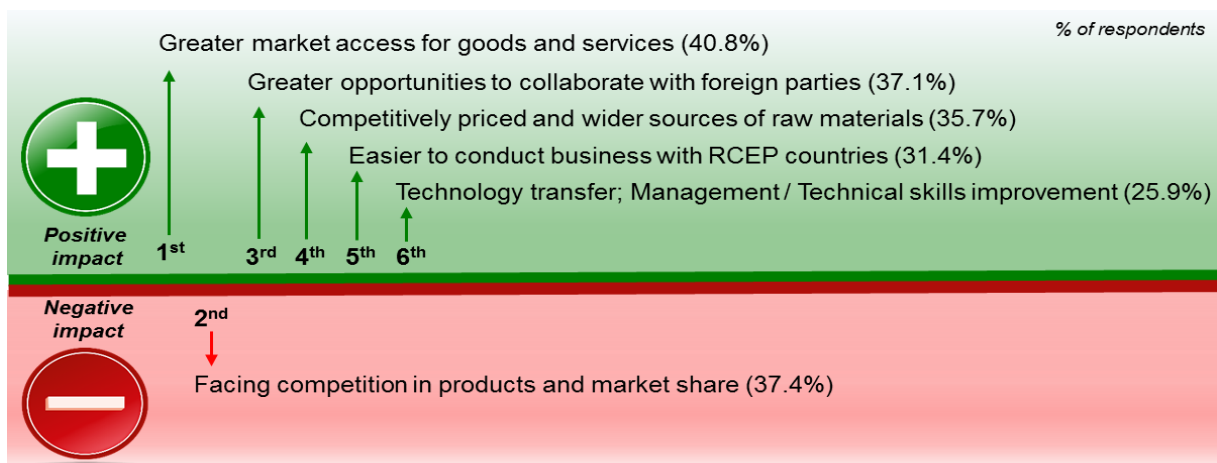 % of respondents
Greater market access for goods and services (40.8%)
Greater opportunities to collaborate with foreign parties (37.1%)
Competitively priced and wider sources of raw materials (35.7%)
Easier to conduct business with RCEP countries (31.4%)
Technology transfer; Management / Technical skills improvement (25.9%)
Positive
impact
1st
3rd
4th
5th
6th
Negative
impact
2nd
Facing competition in products and market share (37.4%)